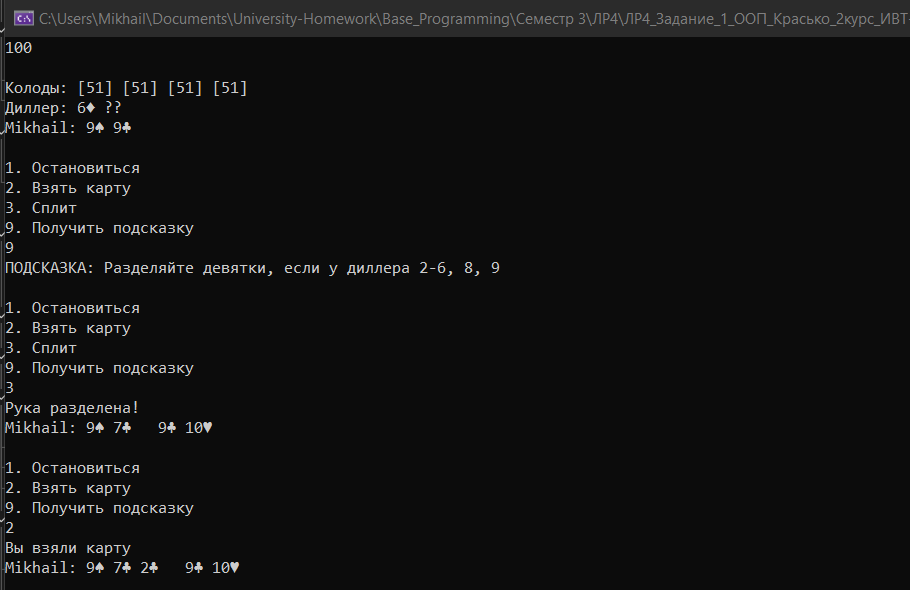 C:\Users\Mikhail\Documents\University-Homework\Base_Programming\Семестр 3\ЛР4\ЛР4_Задание_1_ООП_Красько_2курс_ИВТ
100
Колоды: [51] [51] [51] [51]
Диллер: 6♦ ??
Mikhail: 9♠ 9♣
1. Остановиться
2. Взять карту
3. Сплит
9. Получить подсказку
9
ПОДСКАЗКА: Разделяйте девятки, если у диллера 2-6, 8, 9
1. Остановиться
2. Взять карту
3. Сплит
9. Получить подсказку
3
Рука разделена!
Mikhail: 9♠ 7♣   9♣ 10♥
1. Остановиться
2. Взять карту
9. Получить подсказку
2
Вы взяли карту
Mikhail: 9♠ 7♣ 2♣   9♣ 10♥